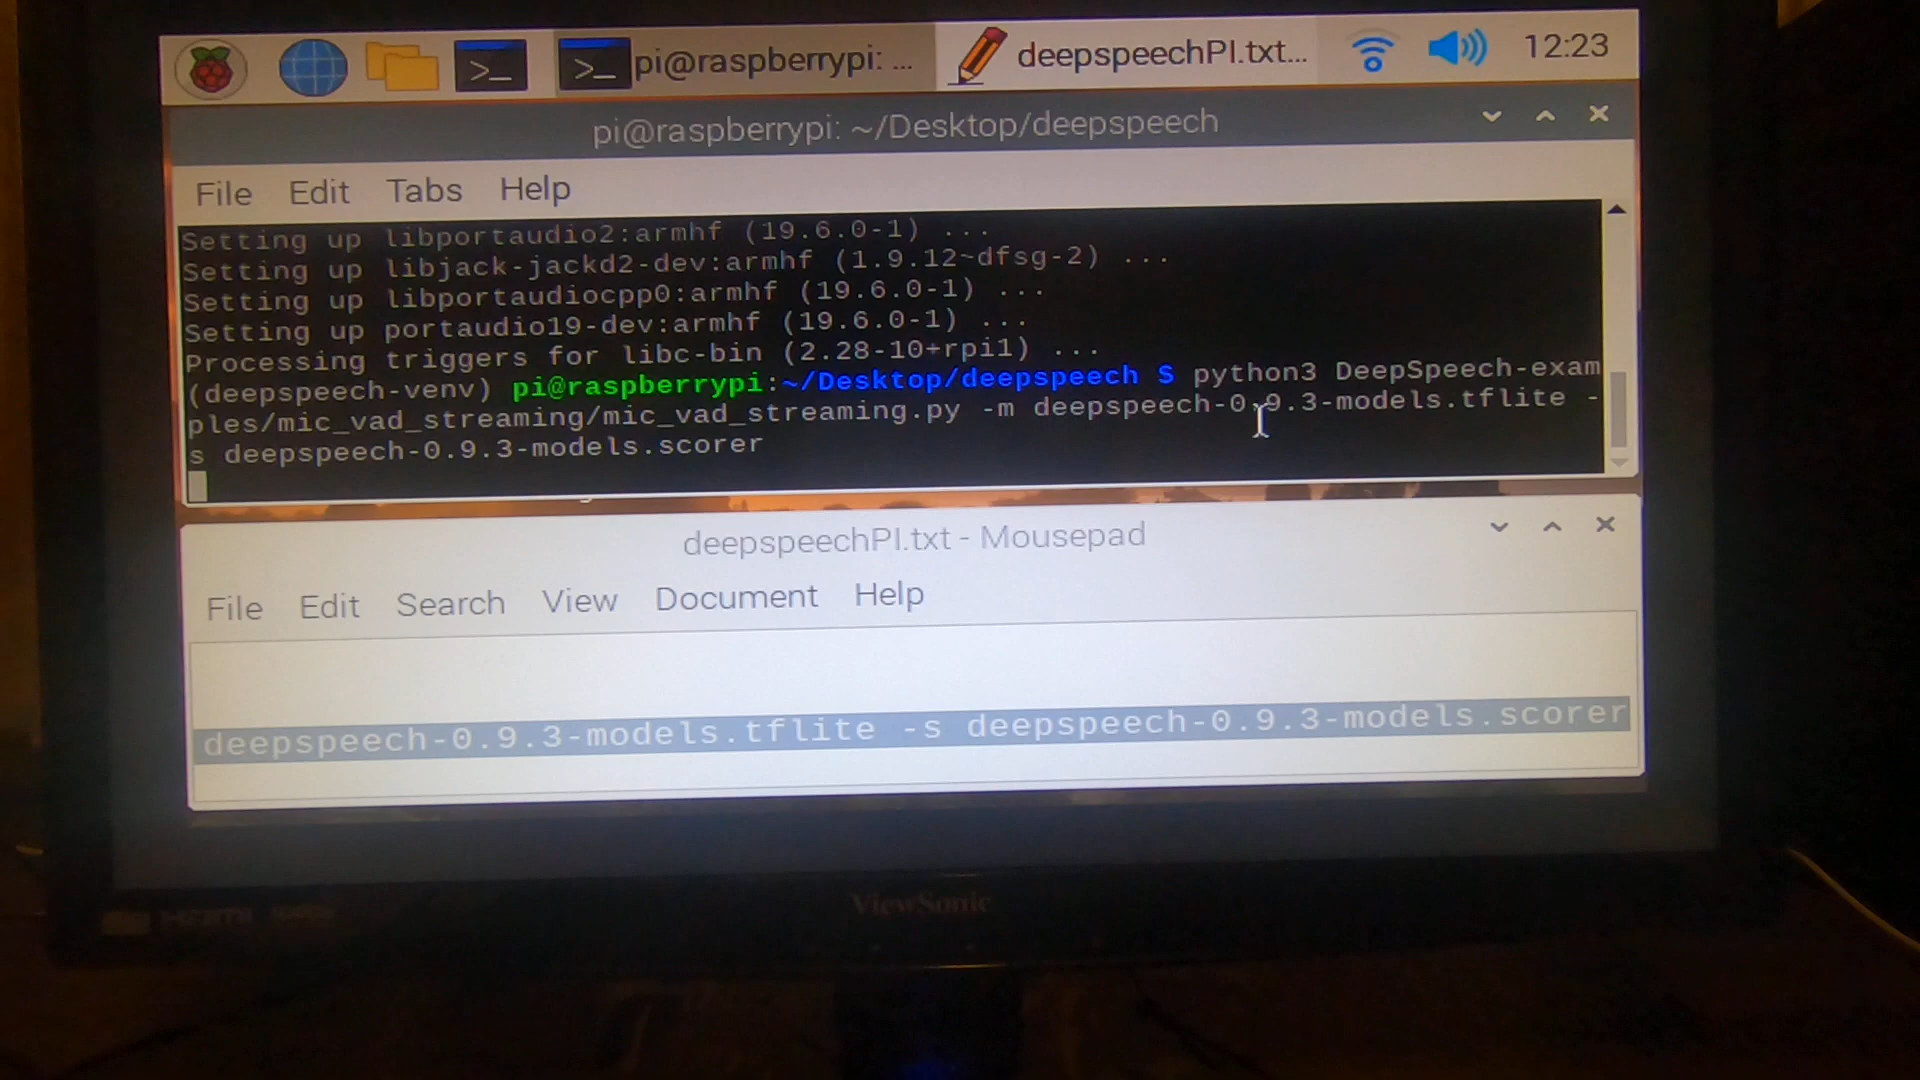 pi@raspberrypi: ...
deepspeechPI.txt...
12:23
pi@raspberrypi: ~/Desktop/deepspeech
File Edit Tabs Help
Setting up libportaudio2:armhf (19.6.0-1) ...
Setting up libjack-jackd2-dev:armhf (1.9.12~dfsg-2) ...
Setting up libportaudiocpp0:armhf (19.6.0-1) ...
Setting up portaudio19-dev:armhf (19.6.0-1) ...
Processing triggers for libc-bin (2.28-10+rpi1) ...
(deepspeech-venv) pi@raspberrypi:~/Desktop/deepspeech $ python3 DeepSpeech-exam
ples/mic_vad_streaming/mic_vad_streaming.py -m deepspeech-0.9.3-models.tflite -
s deepspeech-0.9.3-models.scorer
deepspeechPI.txt - Mousepad
File Edit Search View Document Help
deepspeech-0.9.3-models.tflite -s deepspeech-0.9.3-models.scorer
ViewSonic